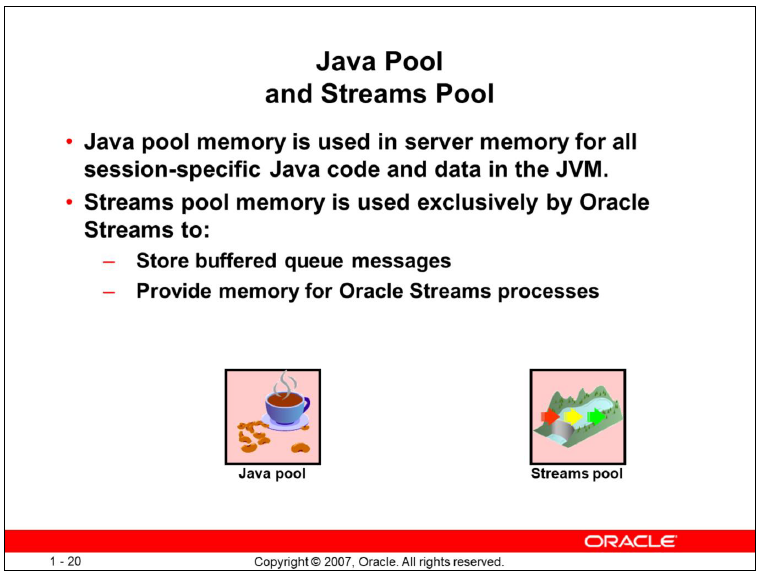 Java Pool
and Streams Pool
• Java pool memory is used in server memory for all
session-specific Java code and data in the JVM.
• Streams pool memory is used exclusively by Oracle
Streams to:
– Store buffered queue messages
– Provide memory for Oracle Streams processes
Java pool
Streams pool
ORACLE
1 - 20
Copyright © 2007, Oracle. All rights reserved.